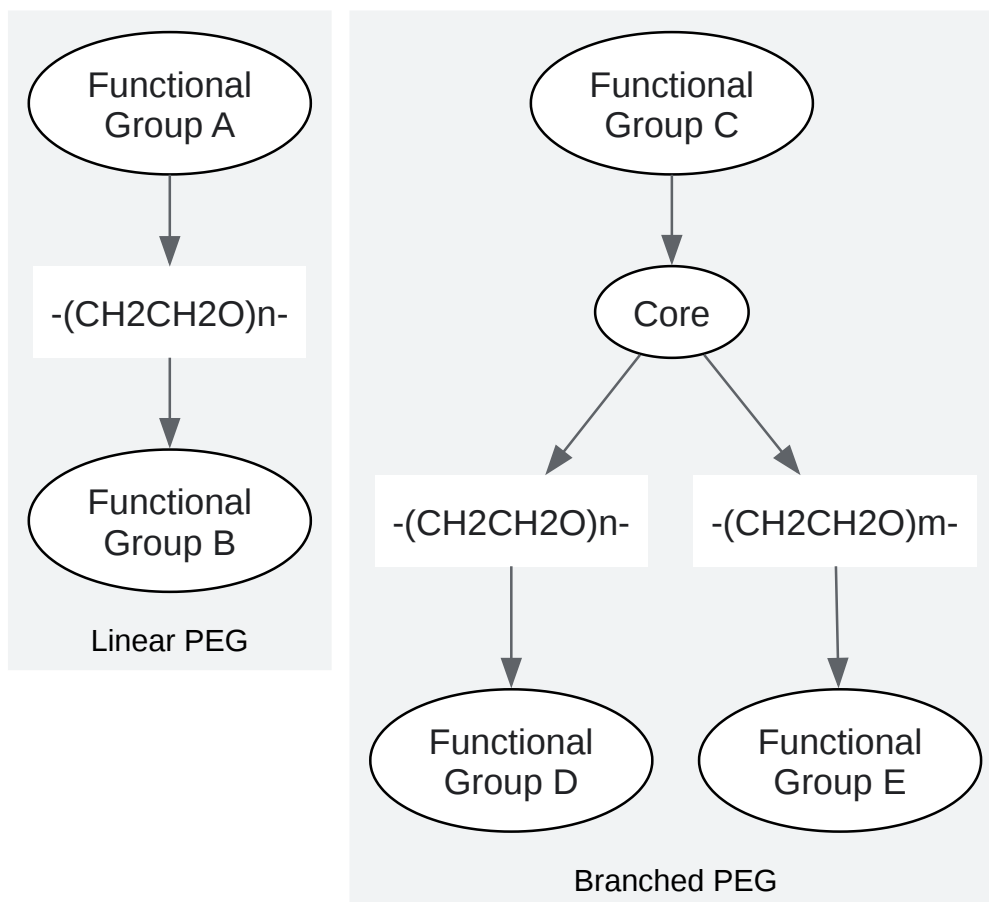 Functional
Group A
-(CH2CH2O)n-
Functional
Group B
Linear PEG
Functional
Group C
Core
-(CH2CH2O)n-
-(CH2CH2O)m-
Functional
Group D
Functional
Group E
Branched PEG